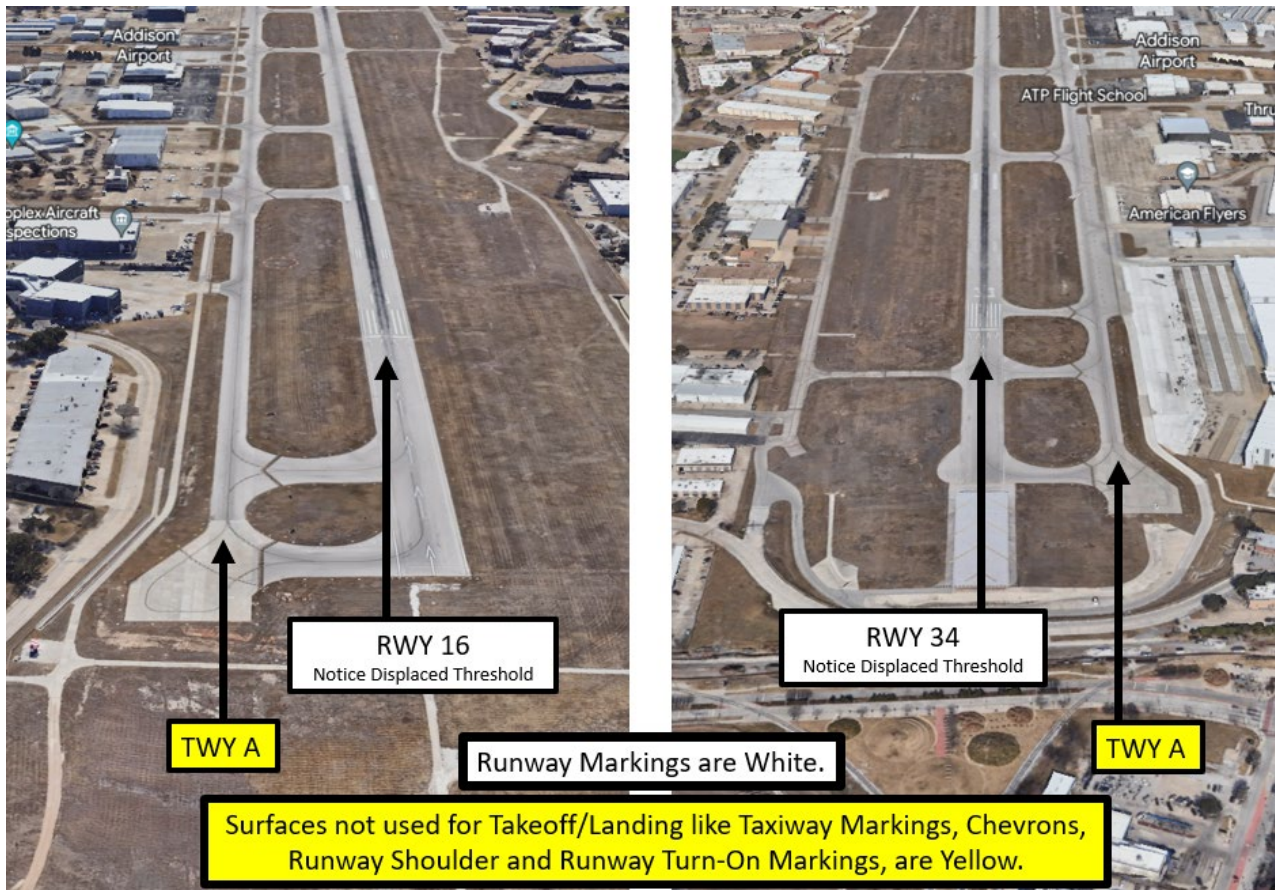 Addison
Airport
oplex Aircraft
spections
RWY 16
Notice Displaced Threshold
TWY A
Addison
Airport
ATP Flight School
Thru
American Flyers
RWY 34
Notice Displaced Threshold
TWY A
Runway Markings are White.
Surfaces not used for Takeoff/Landing like Taxiway Markings, Chevrons,
Runway Shoulder and Runway Turn-On Markings, are Yellow.